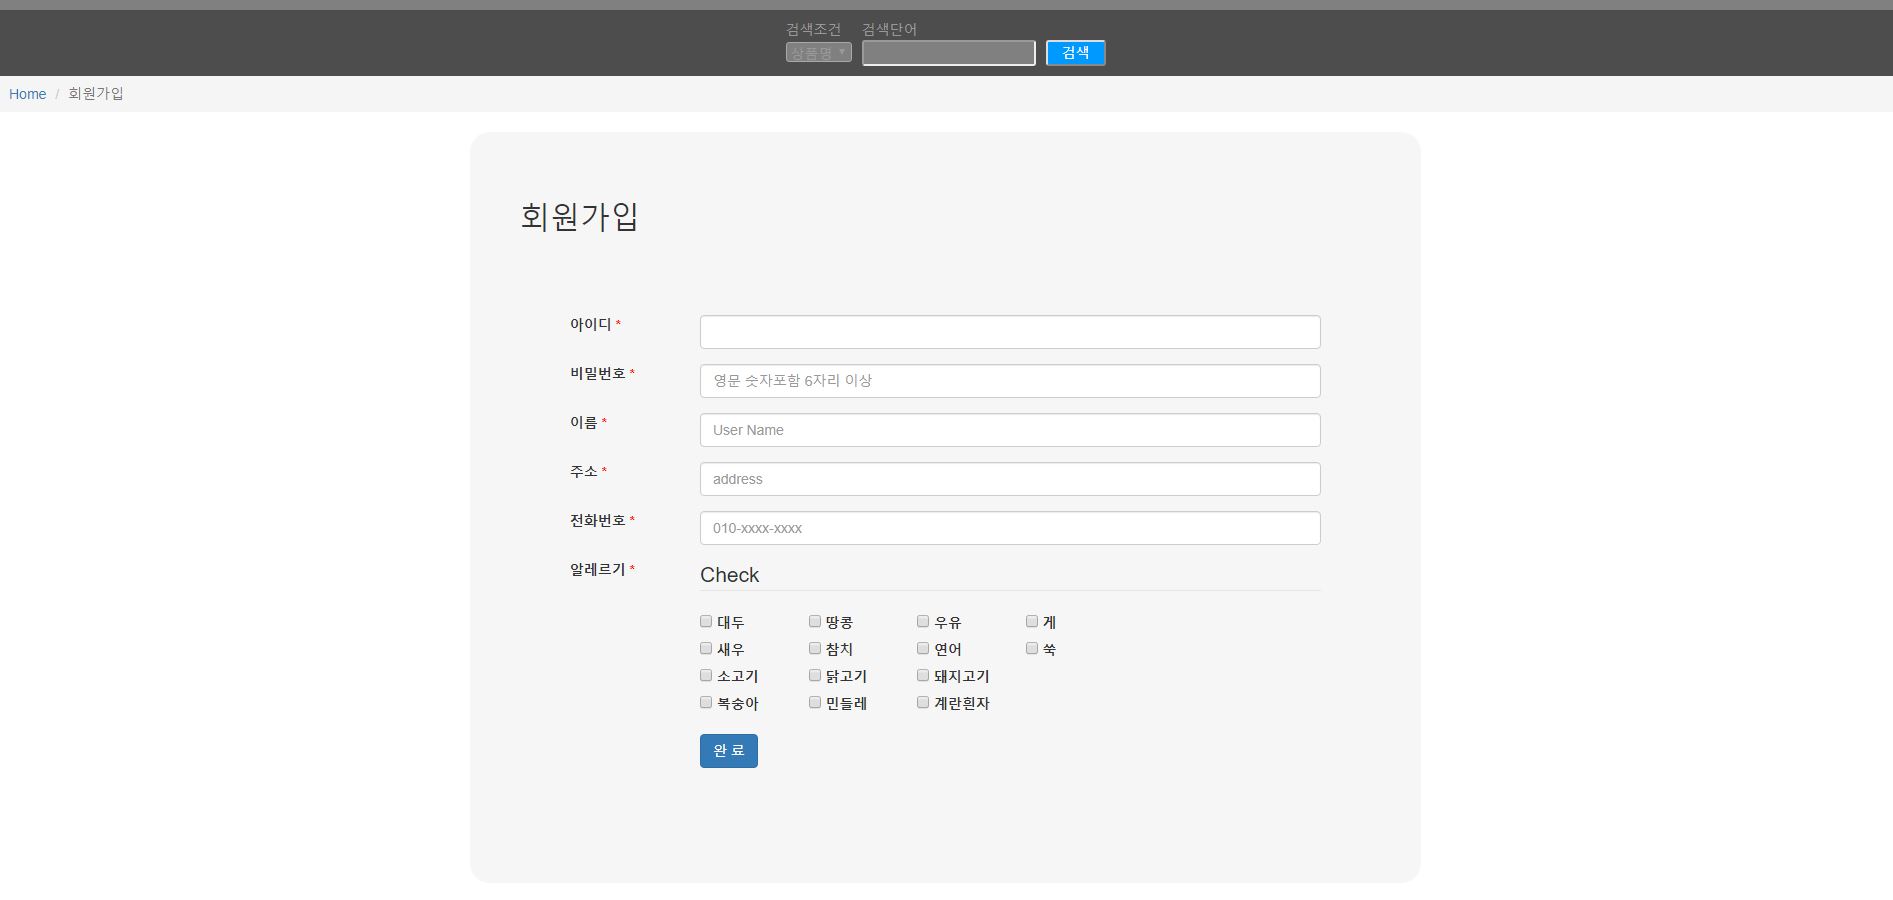 검색조건 검색단어
상품명 검색
Home / 회원가입
회원가입
아이디 *
비밀번호 * 영문 숫자포함 6자리 이상
이름 * User Name
주소 * address
전화번호 * 010-xxxx-xxxx
알레르기 * Check
대두 땅콩 우유 게
새우 참치 연어 쑥
소고기 닭고기 돼지고기
복숭아 민들레 계란흰자
완 료